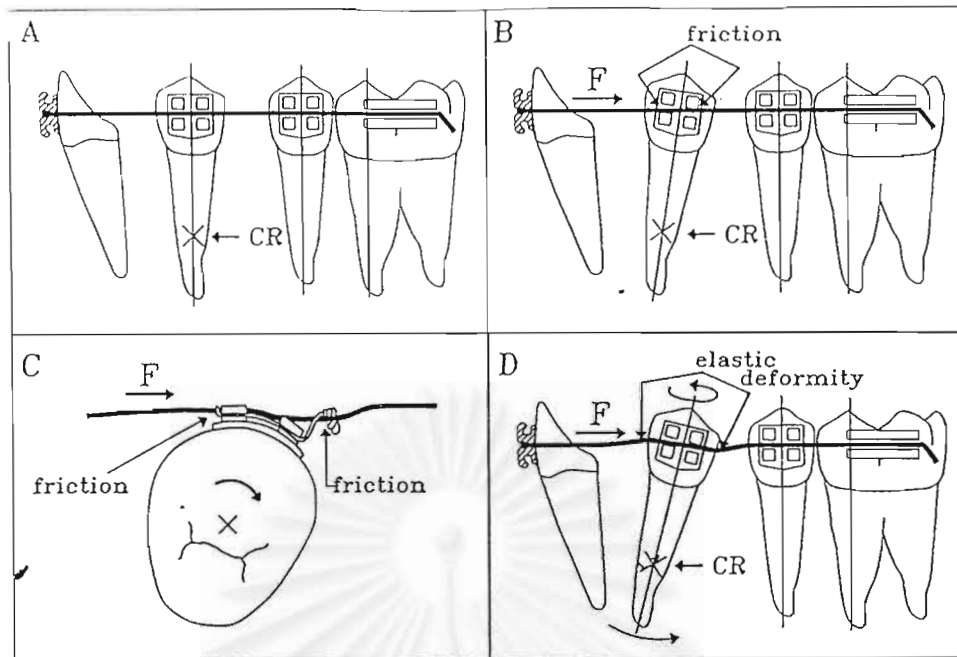 A
CR
B
friction
F
CR
C
F
friction
friction
D
elastic
deformity
F
CR